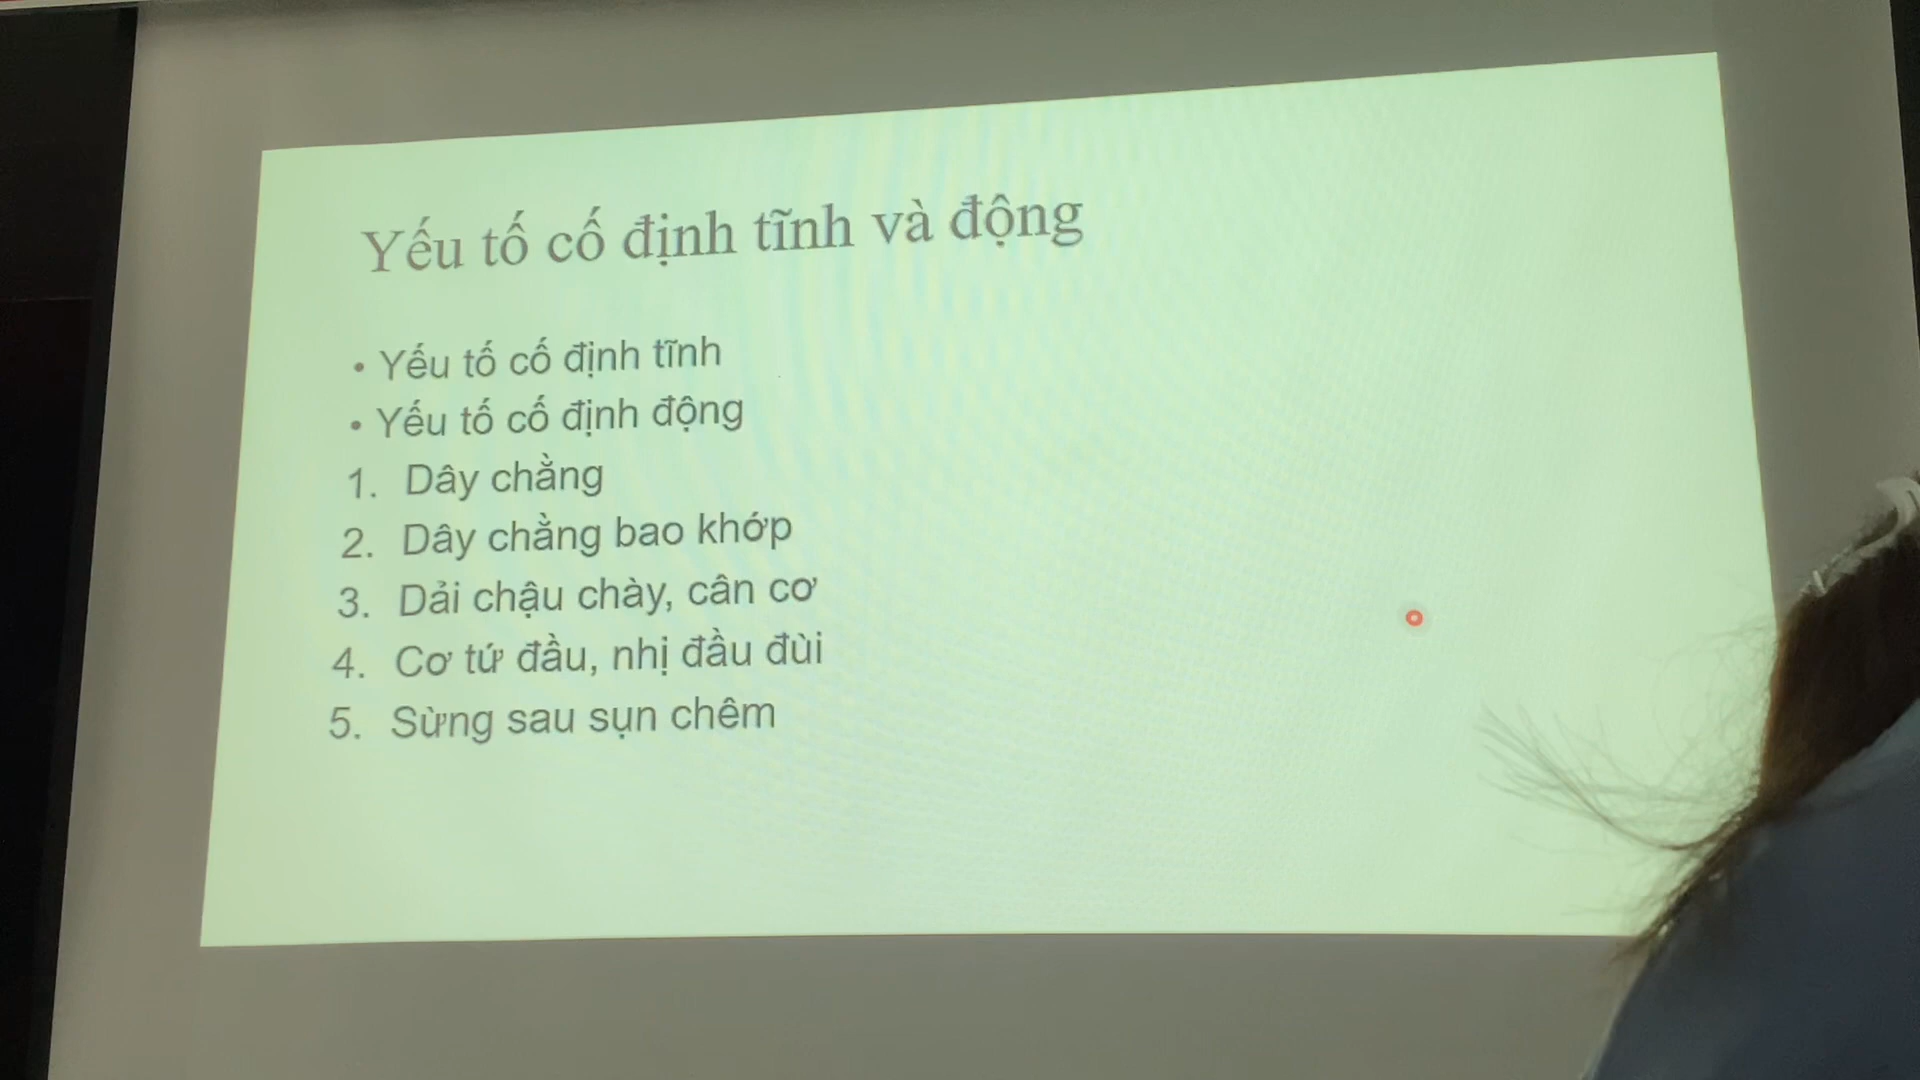 Yếu tố cố định tĩnh và động
• Yếu tố cố định tĩnh
• Yếu tố cố định động
1. Dây chằng
2. Dây chằng bao khớp
3. Dải chậu chày, cân cơ
4. Cơ tứ đầu, nhị đầu đùi
5. Sừng sau sụn chêm